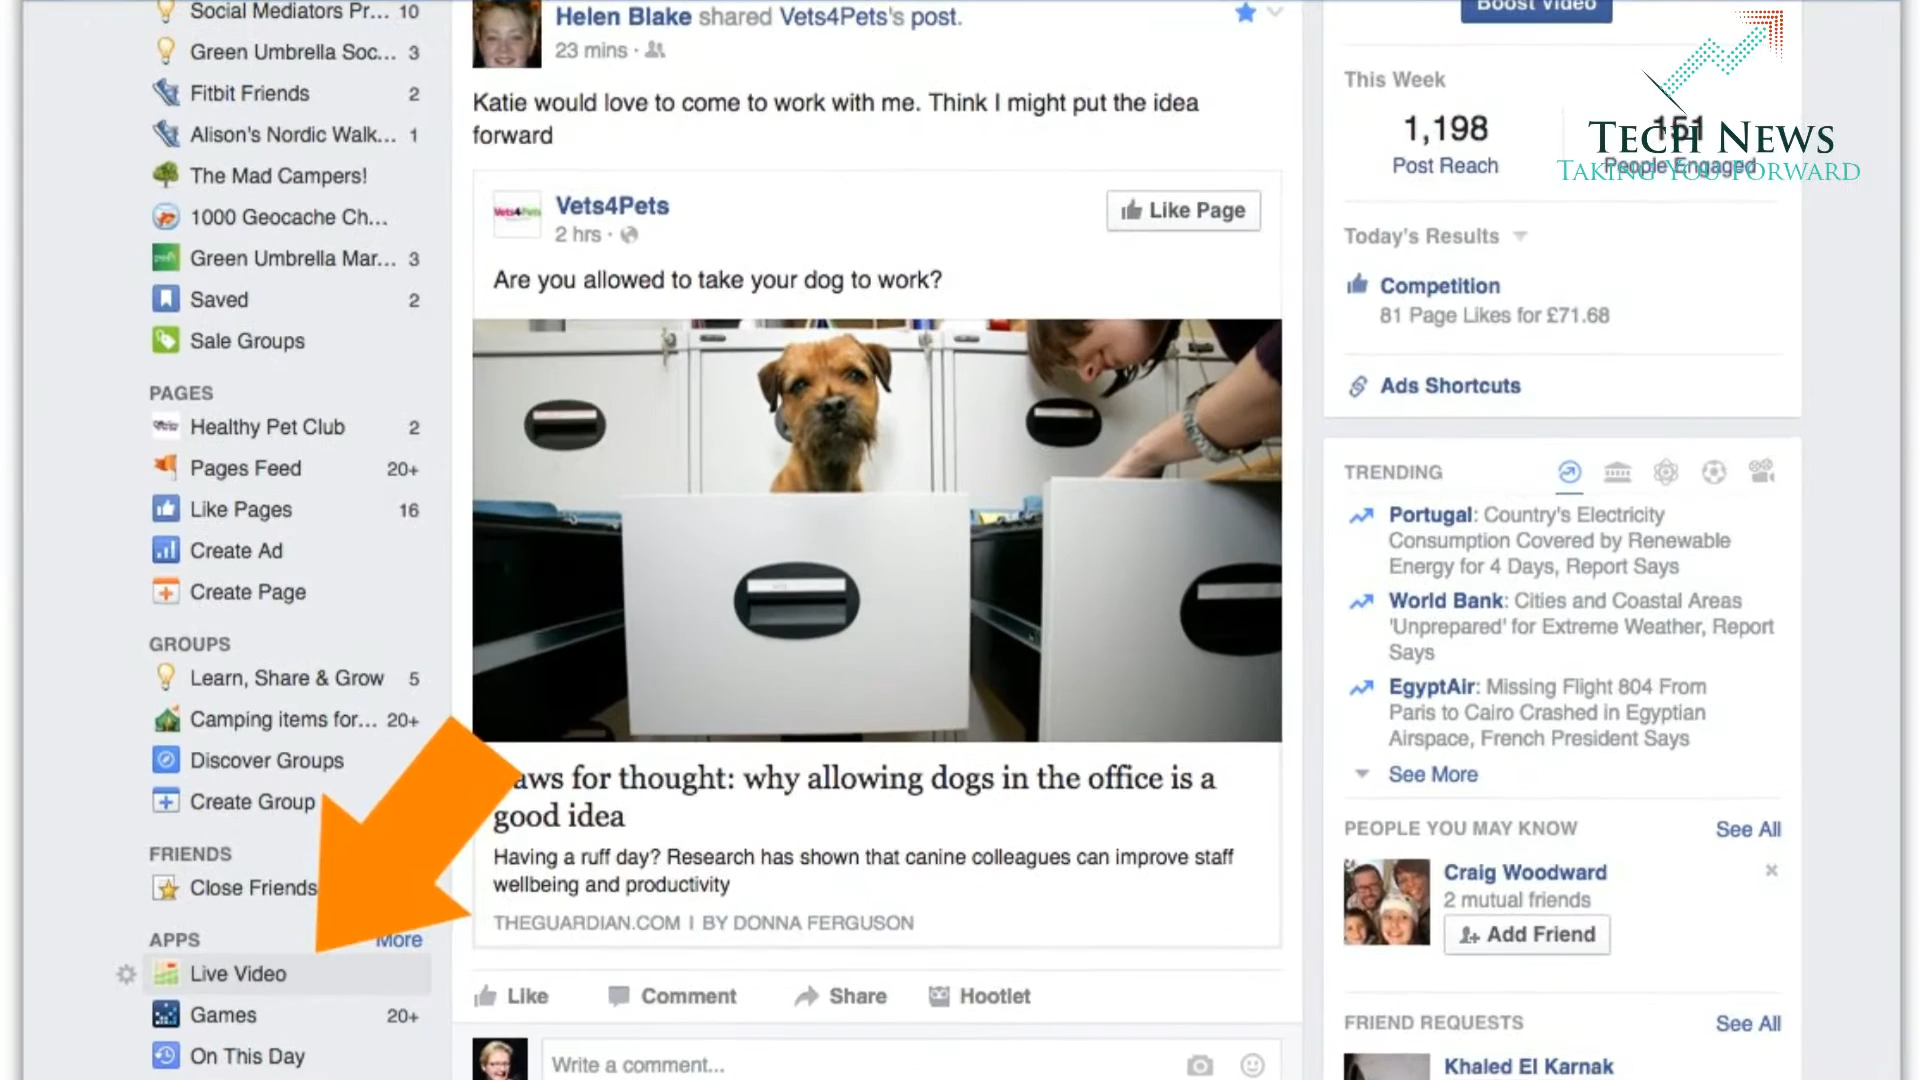 Social Mediators Pr... 10
Green Umbrella Soc... 3
Fitbit Friends 2
Alison's Nordic Walk... 1
The Mad Campers!
1000 Geocache Ch...
Green Umbrella Mar... 3
Saved 2
Sale Groups
PAGES
Healthy Pet Club 2
Pages Feed 20+
Like Pages 16
Create Ad
Create Page
GROUPS
Learn, Share & Grow 5
Camping items for... 20+
Discover Groups
Create Group
FRIENDS
Close Friends
APPS More
Live Video
Games 20+
On This Day
Helen Blake shared Vets4Pets's post.
23 mins ·
Katie would love to come to work with me. Think I might put the idea
forward
Vets4Pets
Vets4Pets
2 hrs ·
Like Page
Are you allowed to take your dog to work?
aws for thought: why allowing dogs in the office is a
good idea
Having a ruff day? Research has shown that canine colleagues can improve staff
wellbeing and productivity
THEGUARDIAN.COM | BY DONNA FERGUSON
Like Comment Share Hootlet
Write a comment...
Boost Video
This Week
1,198 151
Post Reach People Engaged
TECH NEWS
TAKING YOU FORWARD
Today's Results
Competition
81 Page Likes for £71.68
Ads Shortcuts
TRENDING
Portugal: Country's Electricity
Consumption Covered by Renewable
Energy for 4 Days, Report Says
World Bank: Cities and Coastal Areas
'Unprepared' for Extreme Weather, Report
Says
EgyptAir: Missing Flight 804 From
Paris to Cairo Crashed in Egyptian
Airspace, French President Says
See More
PEOPLE YOU MAY KNOW See All
Craig Woodward
2 mutual friends
Add Friend
FRIEND REQUESTS See All
Khaled El Karnak